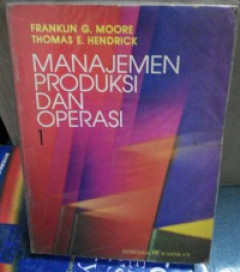 FRANKLIN G. MOORE
THOMAS E. HENDRICK
MANAJEMEN
PRODUKSI
DAN
OPERASI
1